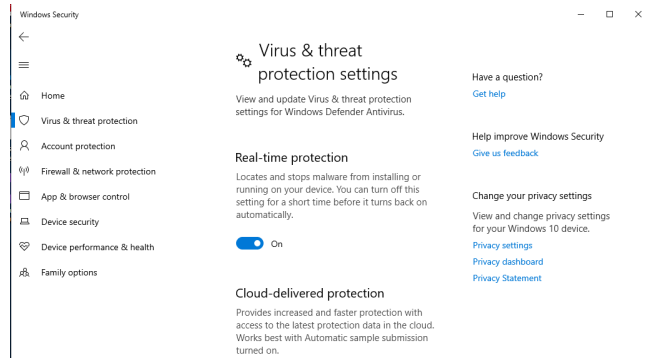 Windows Security
Home
Virus & threat protection
Account protection
Firewall & network protection
App & browser control
Device security
Device performance & health
Family options
Virus & threat
protection settings
View and update Virus & threat protection
settings for Windows Defender Antivirus.
Real-time protection
Locates and stops malware from installing or
running on your device. You can turn off this
setting for a short time before it turns back on
automatically.
On
Cloud-delivered protection
Provides increased and faster protection with
access to the latest protection data in the cloud.
Works best with Automatic sample submission
turned on.
Have a question?
Get help
Help improve Windows Security
Give us feedback
Change your privacy settings
View and change privacy settings
for your Windows 10 device.
Privacy settings
Privacy dashboard
Privacy Statement